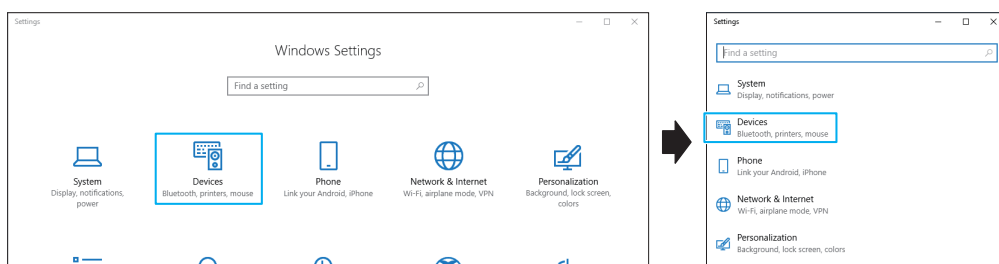 Settings
Windows Settings
Find a setting
System
Display, notifications,
power
Devices
Bluetooth, printers, mouse
Phone
Link your Android, iPhone
Network & Internet
Wi-Fi, airplane mode, VPN
Personalization
Background, lock screen,
colors
Settings
Find a setting
System
Display, notifications, power
Devices
Bluetooth, printers, mouse
Phone
Link your Android, iPhone
Network & Internet
Wi-Fi, airplane mode, VPN
Personalization
Background, lock screen, colors